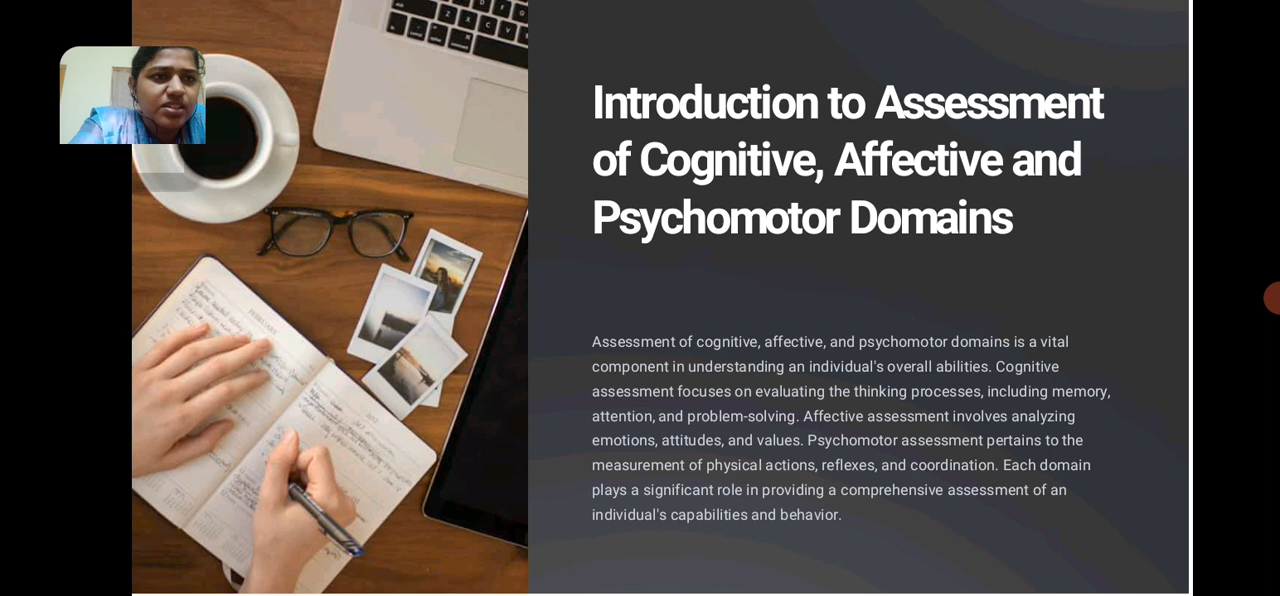 Introduction to Assessment
of Cognitive, Affective and
Psychomotor Domains
Assessment of cognitive, affective, and psychomotor domains is a vital
component in understanding an individual's overall abilities. Cognitive
assessment focuses on evaluating the thinking processes, including memory,
attention, and problem-solving. Affective assessment involves analyzing
emotions, attitudes, and values. Psychomotor assessment pertains to the
measurement of physical actions, reflexes, and coordination. Each domain
plays a significant role in providing a comprehensive assessment of an
individual's capabilities and behavior.